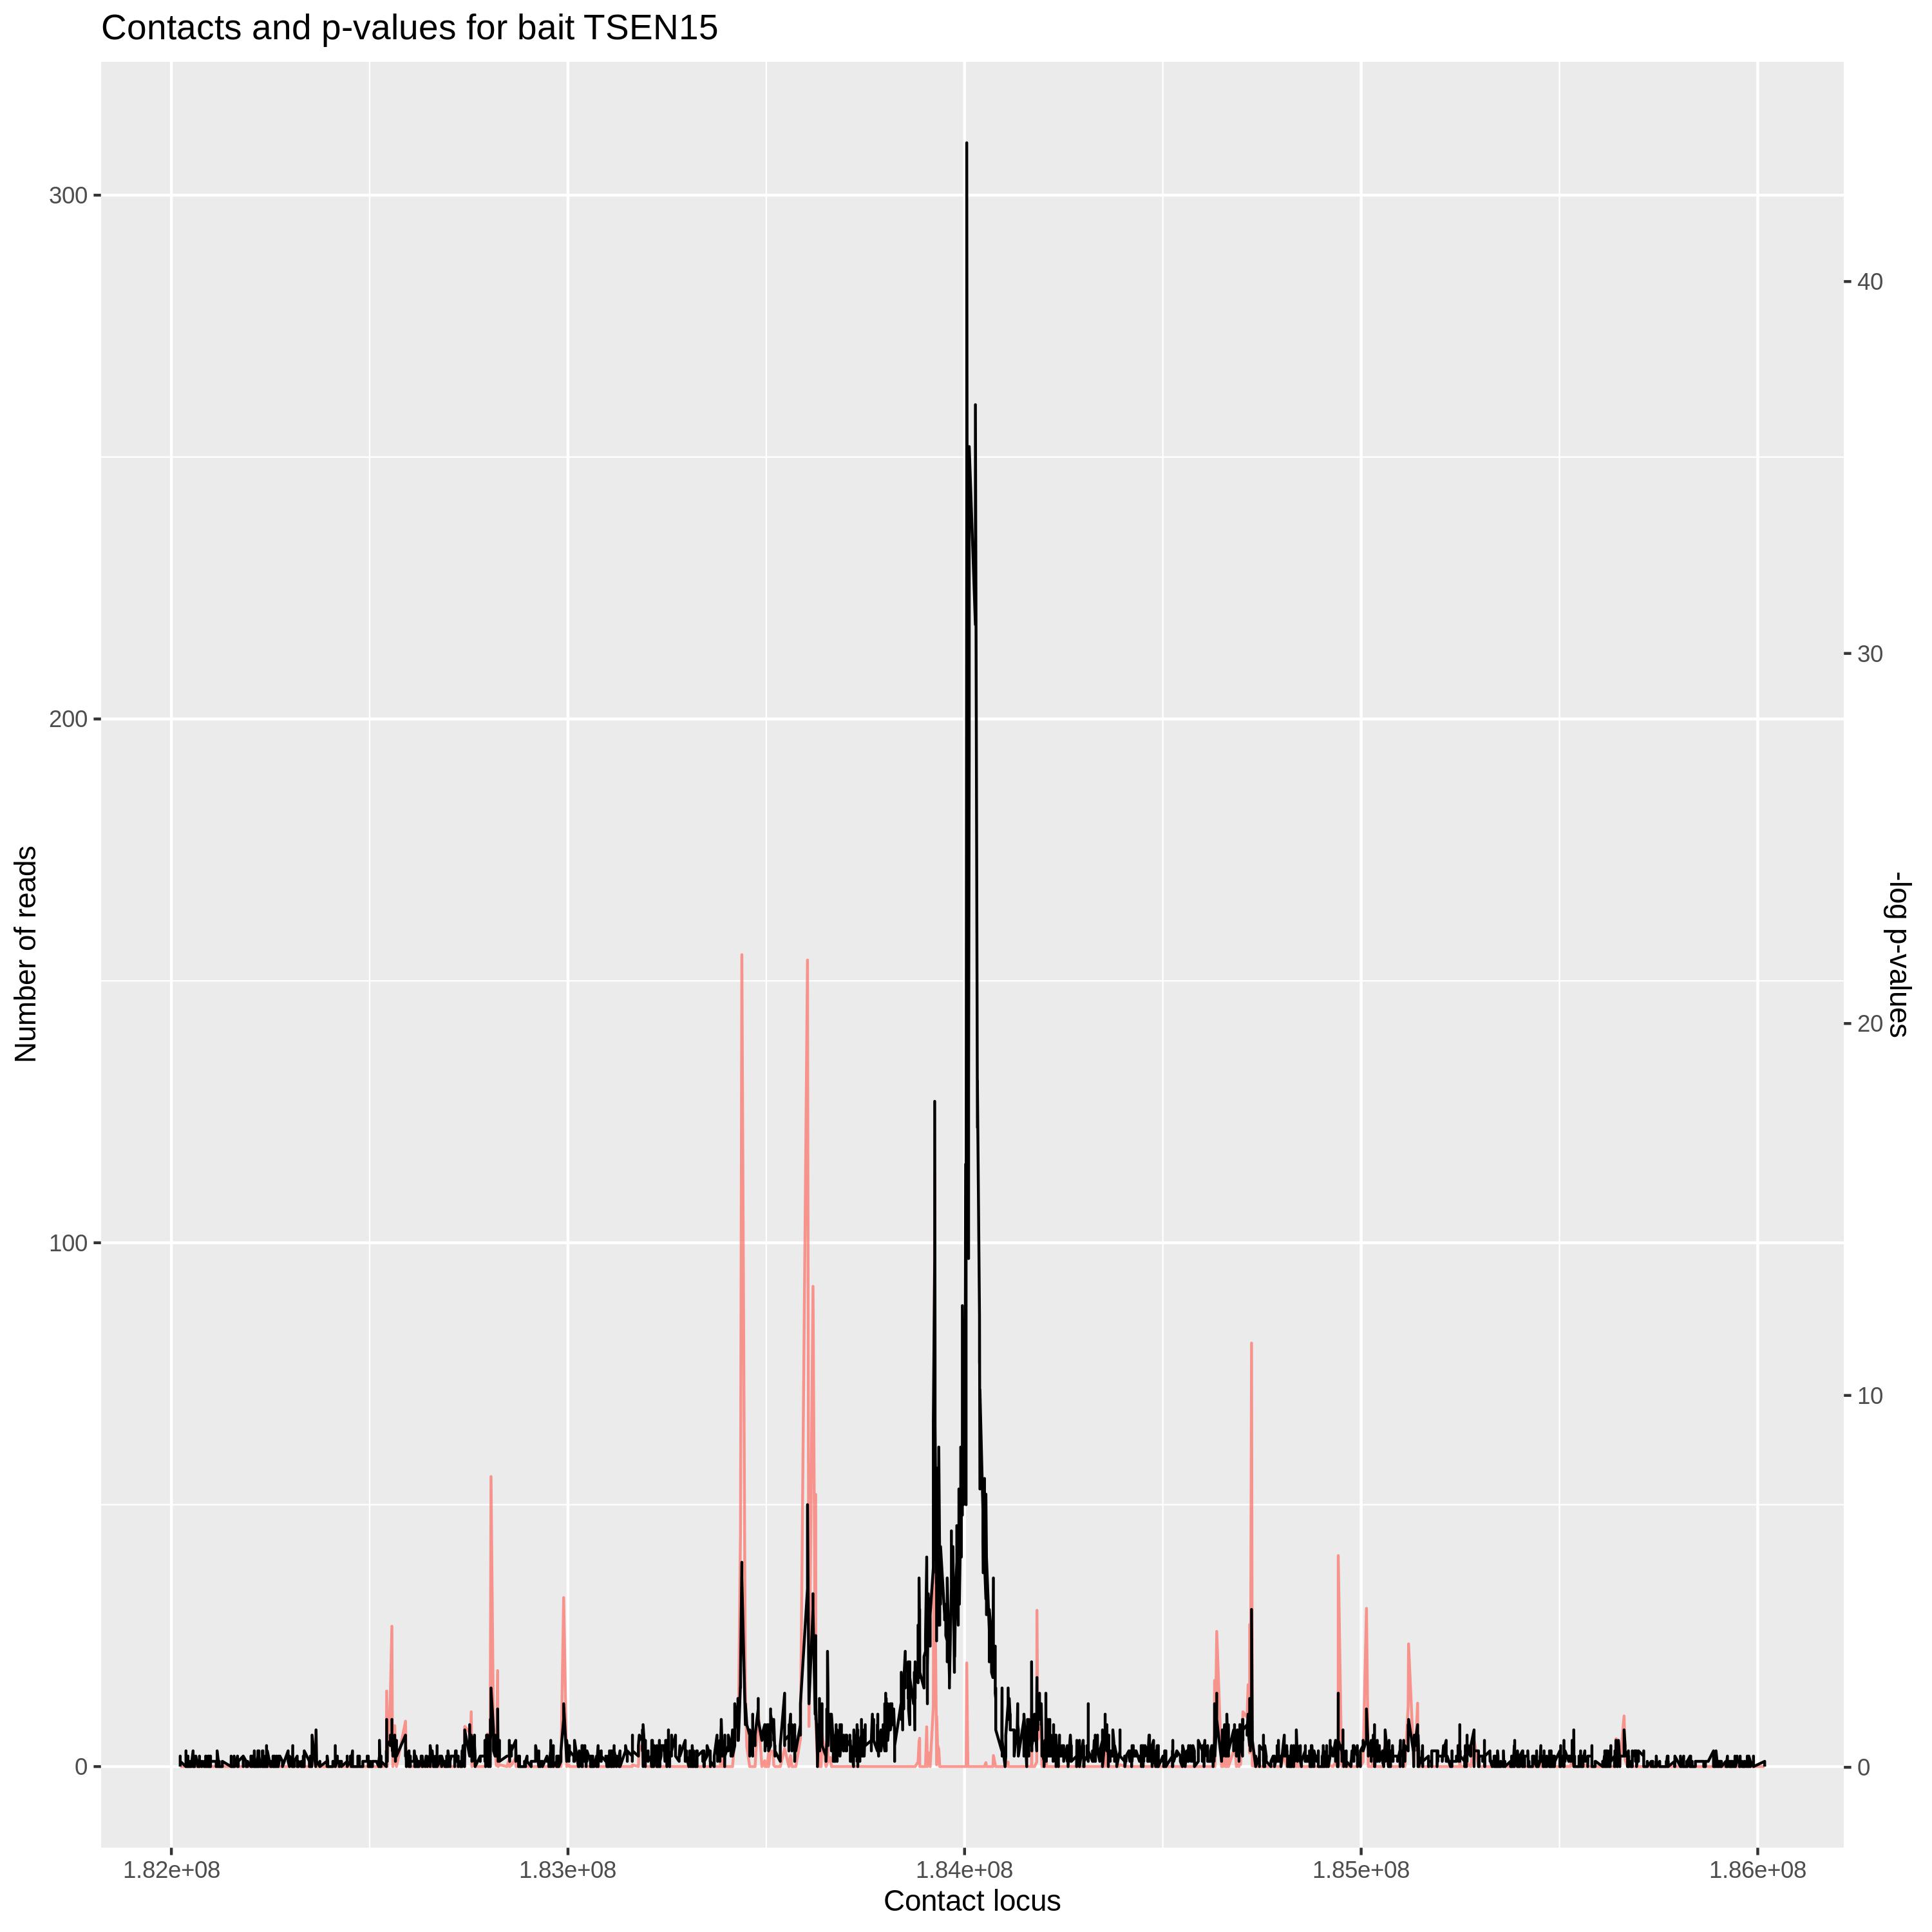 Contacts and p-values for bait TSEN15
300
200
100
0
Number of reads
40
30
20
10
0
-log p-values
1.82e+08
1.83e+08
1.84e+08
1.85e+08
1.86e+08
Contact locus